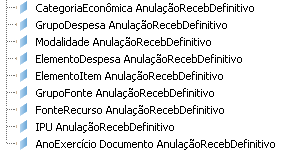 CategoriaEconômica AnulaçãoRecebDefinitivo
GrupoDespesa AnulaçãoRecebDefinitivo
Modalidade AnulaçãoRecebDefinitivo
ElementoDespesa AnulaçãoRecebDefinitivo
ElementoItem AnulaçãoRecebDefinitivo
GrupoFonte AnulaçãoRecebDefinitivo
FonteRecurso AnulaçãoRecebDefinitivo
IPU AnulaçãoRecebDefinitivo
AnoExercício Documento AnulaçãoRecebDefinitivo